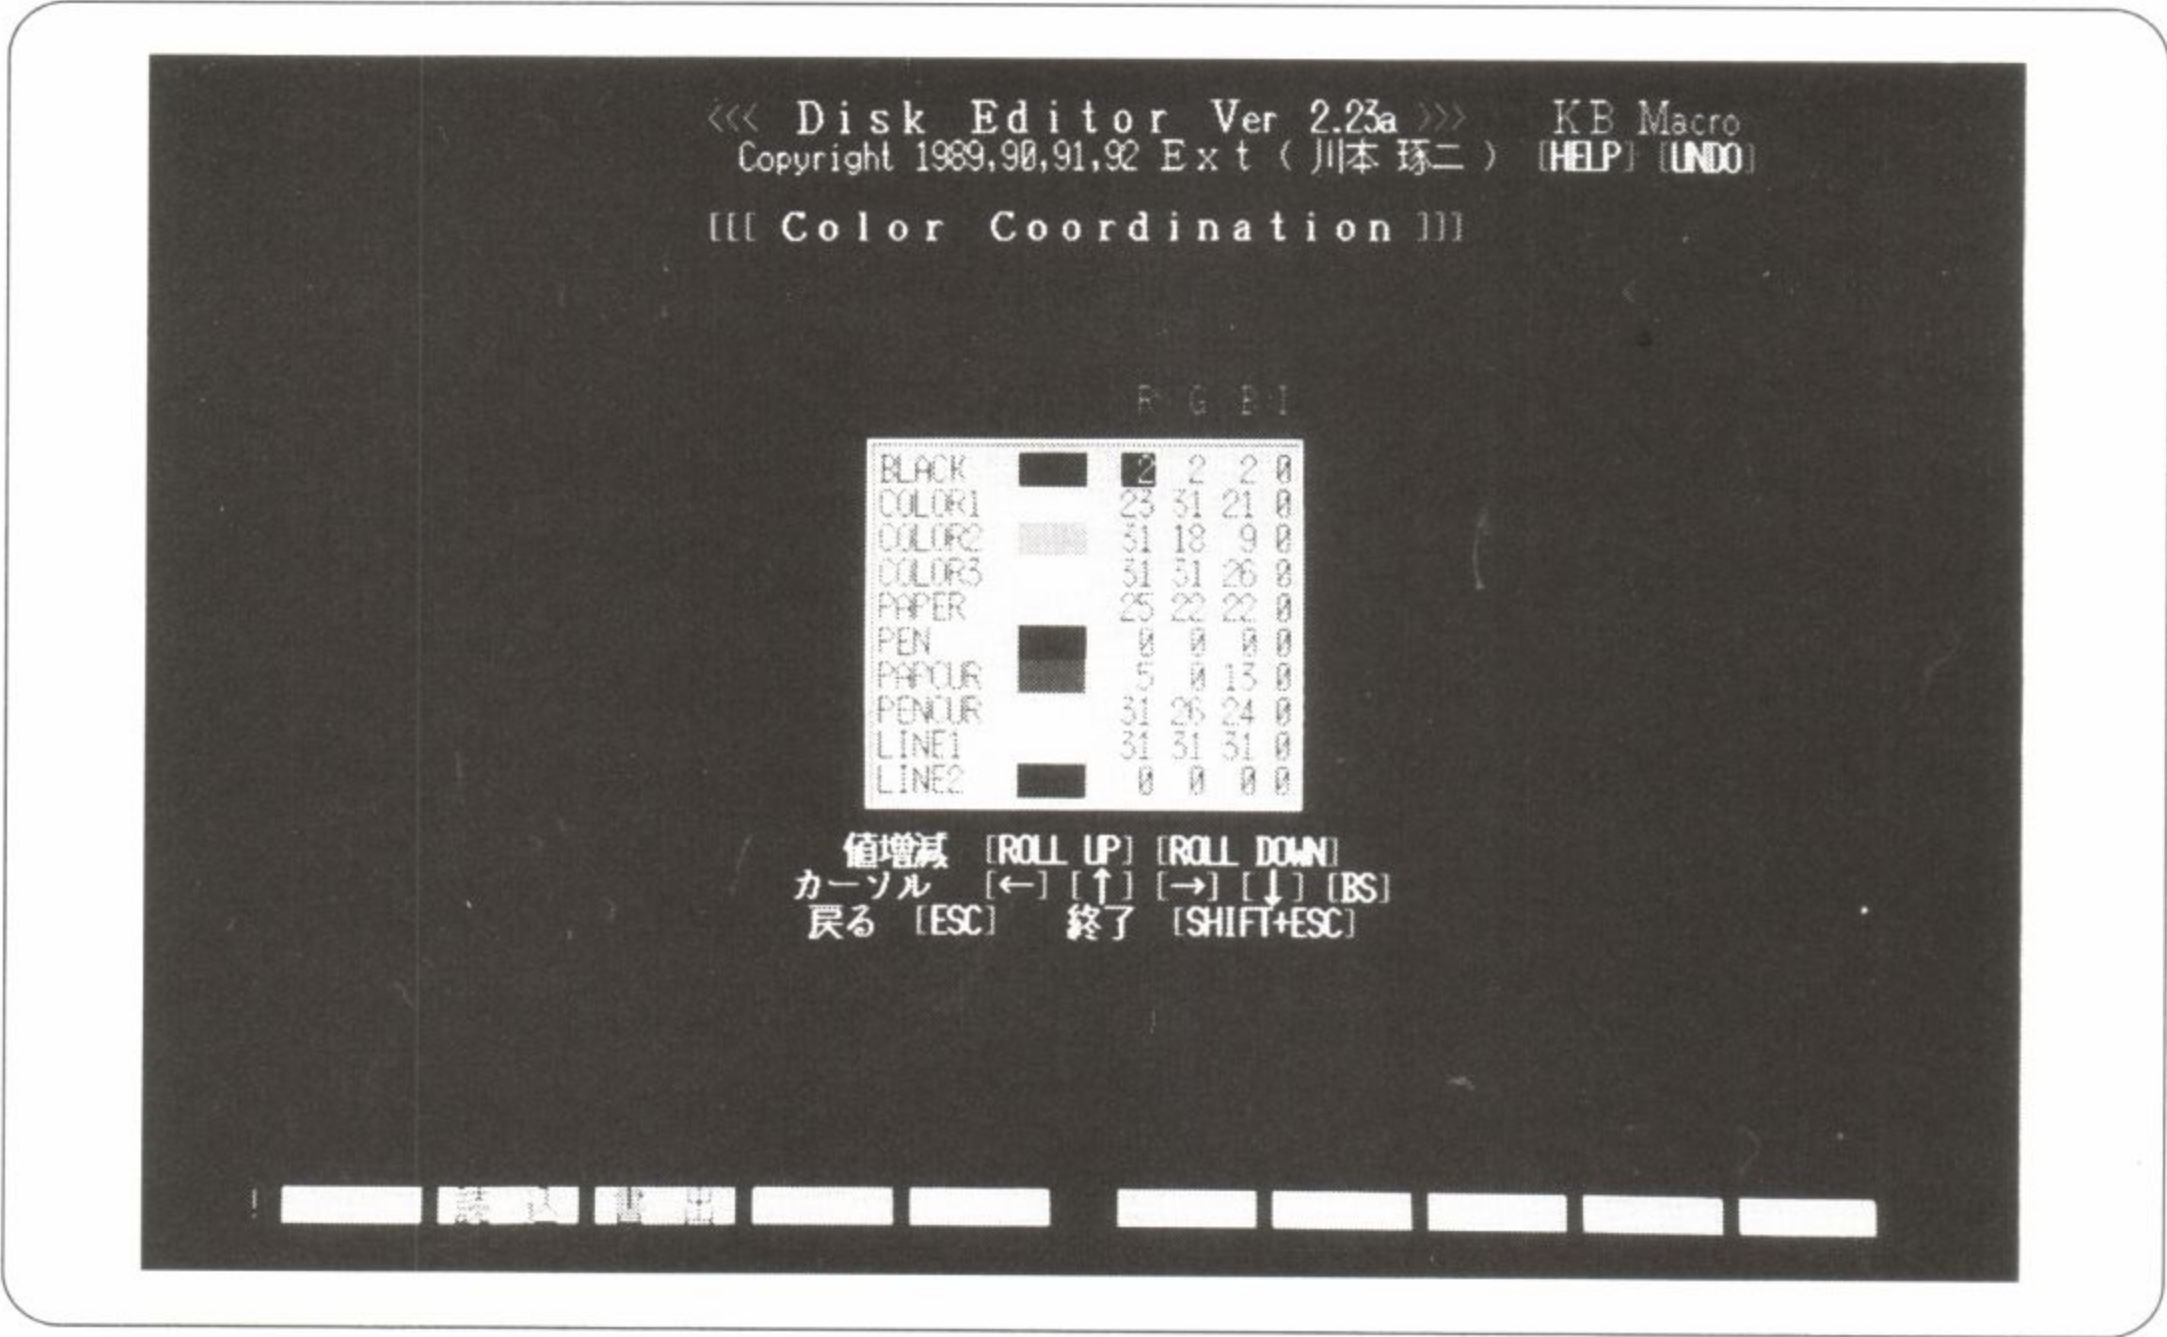 <<< Disk Editor Ver 2.23a >>> KB Macro
Copyright 1989,90,91,92 Ext (川本 琢二) [HELP] [UNDO]
[[[ Color Coordination ]]]
R G B I
BLACK 2 2 2 0
COLOR1 23 31 21 0
COLOR2 31 18 9 0
COLOR3 31 31 26 0
PAPER 25 22 22 0
PEN 0 0 0 0
PAPCUR 5 0 13 0
PENCUR 31 26 24 0
LINE1 31 31 31 0
LINE2 0 0 0 0
値増減 [ROLL UP] [ROLL DOWN]
カーソル [←] [↑] [→] [↓] [BS]
戻る [ESC] 終了 [SHIFT+ESC]
読 込 書 出